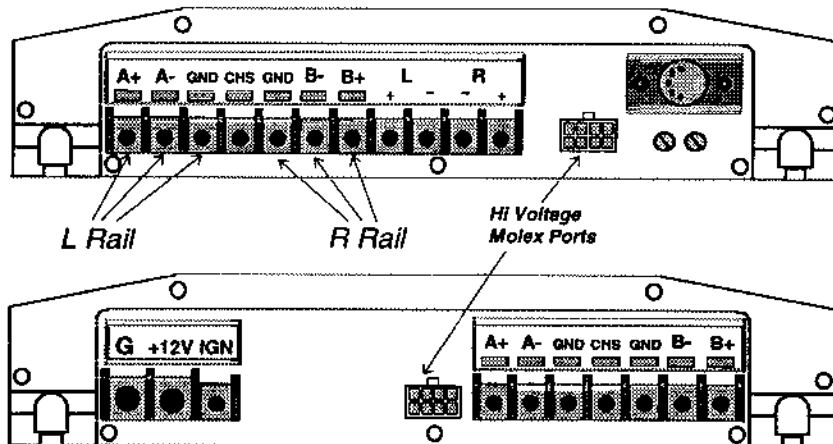 A+ A- GND CHS GND B- B+ L R
+ - - +
L Rail
R Rail
Hi Voltage
Molex Ports
G +12V IGN
A+ A- GND CHS GND B- B+